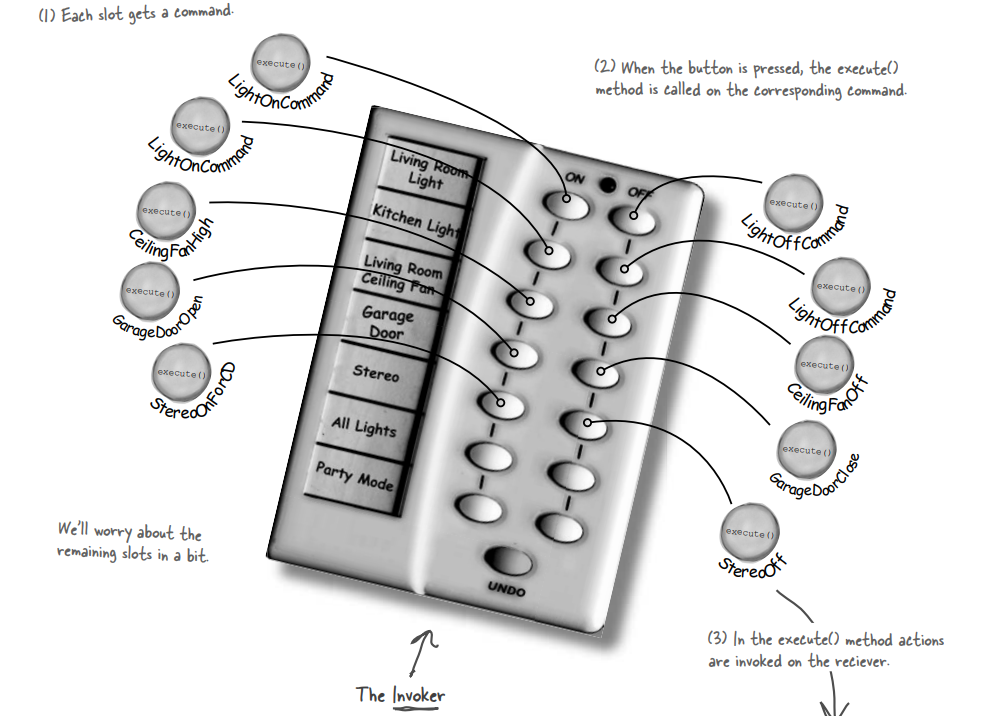 (1) Each slot gets a command.
(2) When the button is pressed, the execute()
method is called on the corresponding command.
execute()
LightOnCommand
execute()
LightOnCommand
execute()
CeilingFanHigh
execute()
GarageDoorOpen
execute()
StereoOnForCD
Living Room
Light
Kitchen Light
Living Room
Ceiling Fan
Garage
Door
Stereo
All Lights
Party Mode
ON
OFF
UNDO
execute()
LightOffCommand
execute()
LightOffCommand
execute()
CeilingFanOff
execute()
GarageDoorClose
execute()
StereoOff
We'll worry about the
remaining slots in a bit.
(3) In the execute() method actions
are invoked on the reciever.
The Invoker